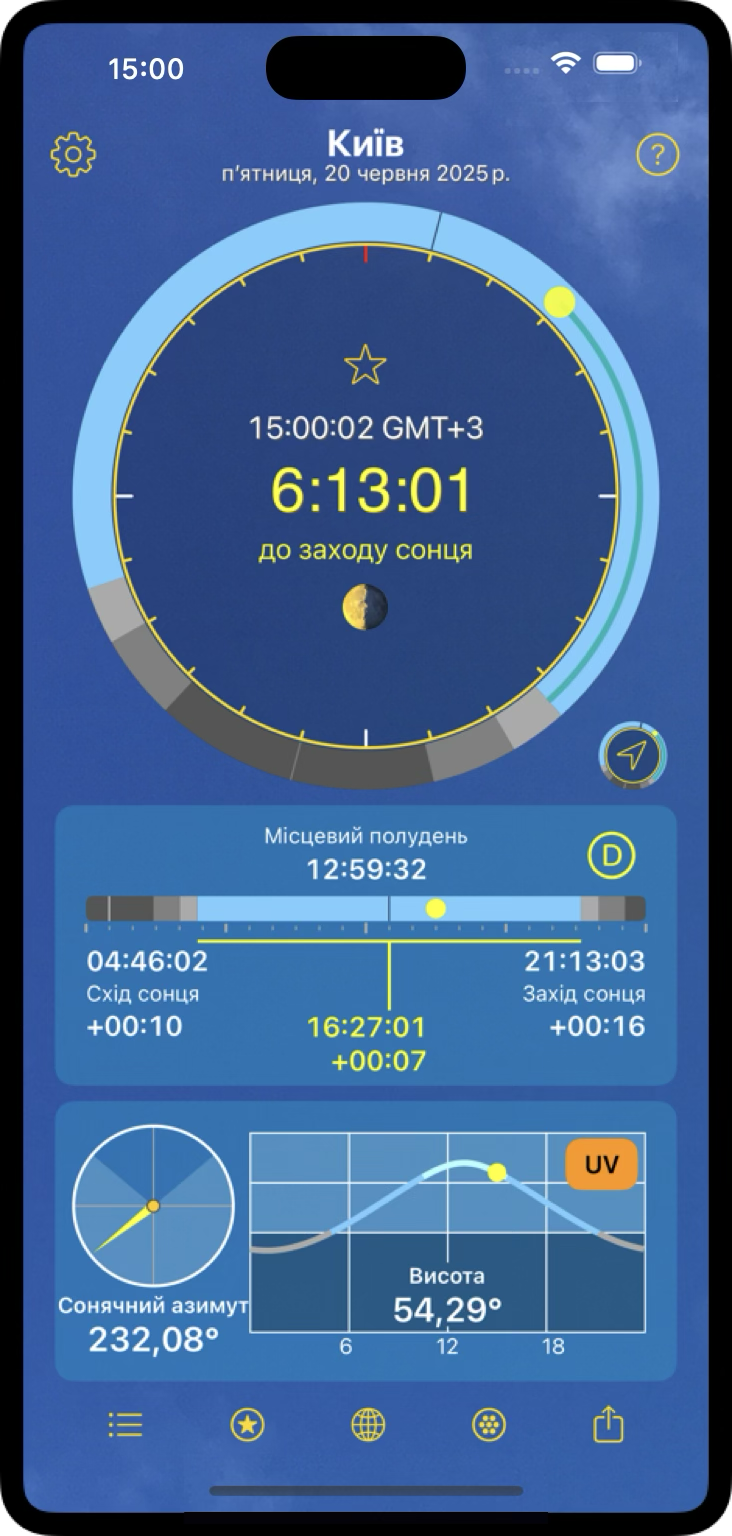 15:00
Київ
п’ятниця, 20 червня 2025 р.
?
15:00:02 GMT+3
6:13:01
до заходу сонця
Місцевий полудень
12:59:32
D
04:46:02
21:13:03
Схід сонця
Захід сонця
+00:10
16:27:01
+00:16
+00:07
UV
Висота
54,29°
Сонячний азимут
232,08°
6
12
18